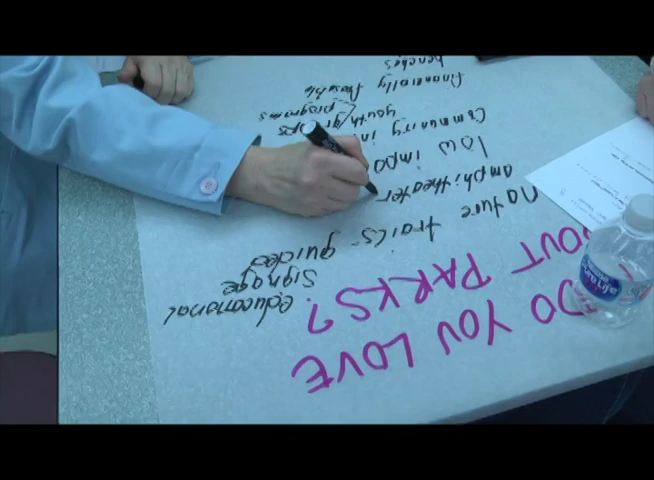 DO YOU LOVE
OUT PARKS?
nature trails - educational
signage
guides
amphitheater
low impa
Community in
youth
programs
financially feasible
benches